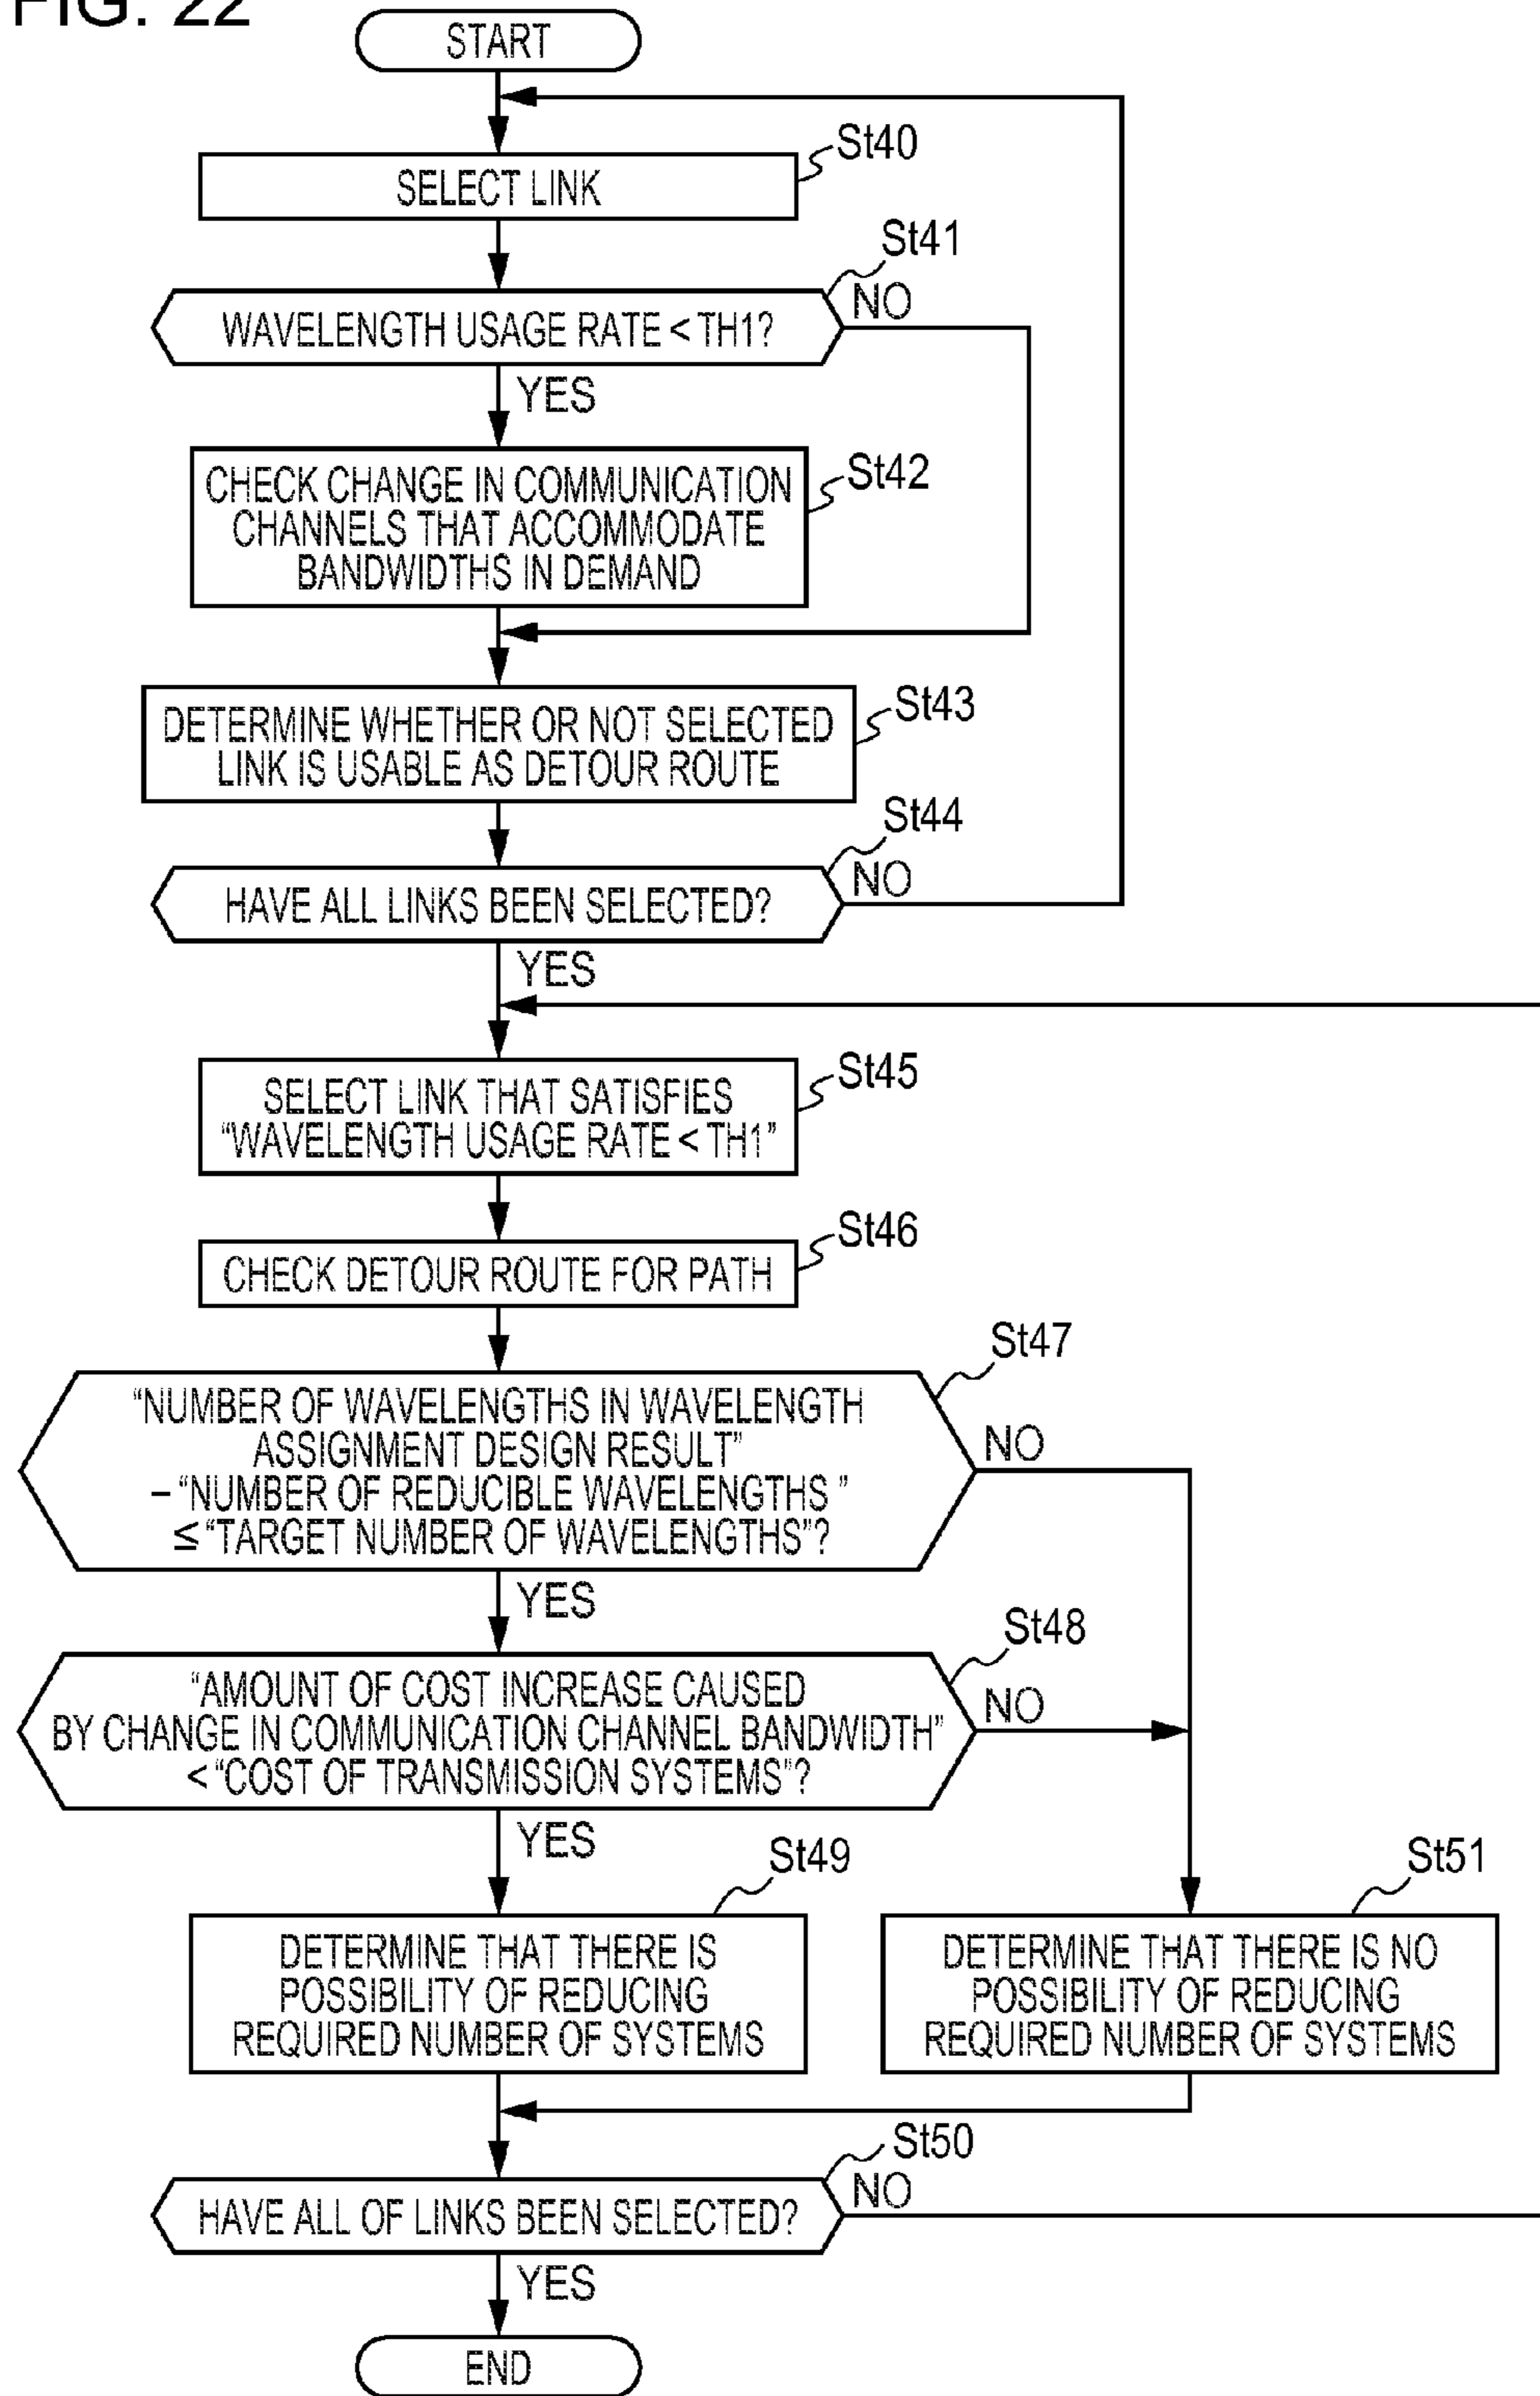 FIG. 22
START
St40
SELECT LINK
St41
WAVELENGTH USAGE RATE < TH1?
NO
YES
St42
CHECK CHANGE IN COMMUNICATION
CHANNELS THAT ACCOMMODATE
BANDWIDTHS IN DEMAND
St43
DETERMINE WHETHER OR NOT SELECTED
LINK IS USABLE AS DETOUR ROUTE
St44
HAVE ALL LINKS BEEN SELECTED?
NO
YES
St45
SELECT LINK THAT SATISFIES
“WAVELENGTH USAGE RATE < TH1”
St46
CHECK DETOUR ROUTE FOR PATH
St47
“NUMBER OF WAVELENGTHS IN WAVELENGTH
ASSIGNMENT DESIGN RESULT”
– “NUMBER OF REDUCIBLE WAVELENGTHS ”
≤ “TARGET NUMBER OF WAVELENGTHS”?
NO
YES
St48
“AMOUNT OF COST INCREASE CAUSED
BY CHANGE IN COMMUNICATION CHANNEL BANDWIDTH”
< “COST OF TRANSMISSION SYSTEMS”?
NO
YES
St49
DETERMINE THAT THERE IS
POSSIBILITY OF REDUCING
REQUIRED NUMBER OF SYSTEMS
St51
DETERMINE THAT THERE IS NO
POSSIBILITY OF REDUCING
REQUIRED NUMBER OF SYSTEMS
St50
HAVE ALL OF LINKS BEEN SELECTED?
NO
YES
END